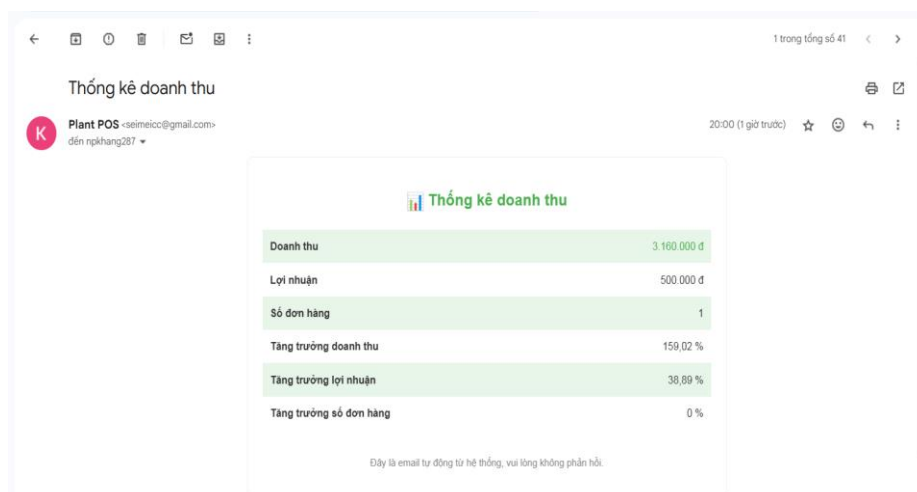 1 trong tổng số 41
Thống kê doanh thu
K
Plant POS <seimeicc@gmail.com>
20:00 (1 giờ trước)
đến npkhang287
Thống kê doanh thu
Doanh thu 3.160.000 đ
Lợi nhuận 500.000 đ
Số đơn hàng 1
Tăng trưởng doanh thu 159,02 %
Tăng trưởng lợi nhuận 38,89 %
Tăng trưởng số đơn hàng 0 %
Đây là email tự động từ hệ thống, vui lòng không phản hồi.